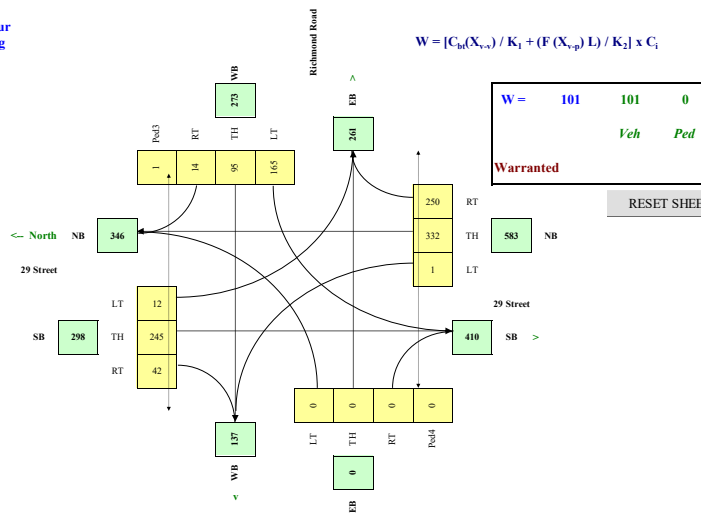 ur
g
Richmond Road
W = [Cbt(Xv-v) / K1 + (F (Xv-p) L) / K2] x Ci
WB
273
^
EB
261
W = 101 101 0
Veh Ped
Warranted
RESET SHEE
Ped3 RT TH LT
1 14 95 165
250 RT
332 TH
1 LT
583 NB
<-- North NB 346
29 Street
29 Street
LT 12
TH 245
RT 42
SB 298
410 SB >
0 0 0 0
LT TH RT Ped4
137
WB
v
0
EB